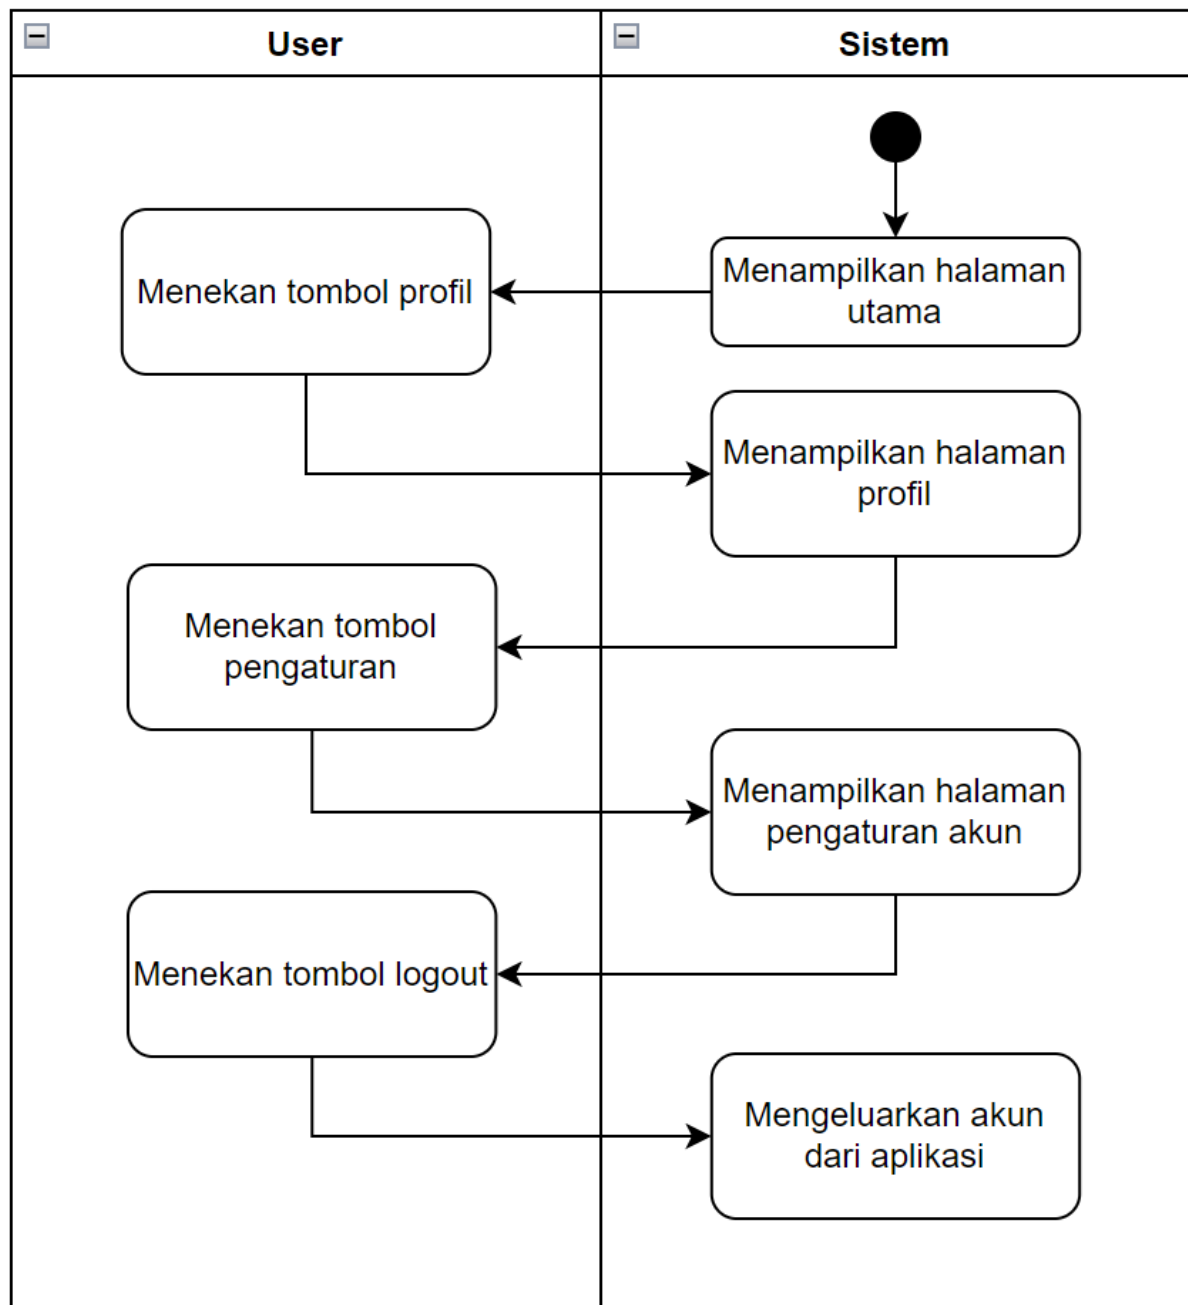 User
Sistem
Menampilkan halaman
utama
Menekan tombol profil
Menampilkan halaman
profil
Menekan tombol
pengaturan
Menampilkan halaman
pengaturan akun
Menekan tombol logout
Mengeluarkan akun
dari aplikasi